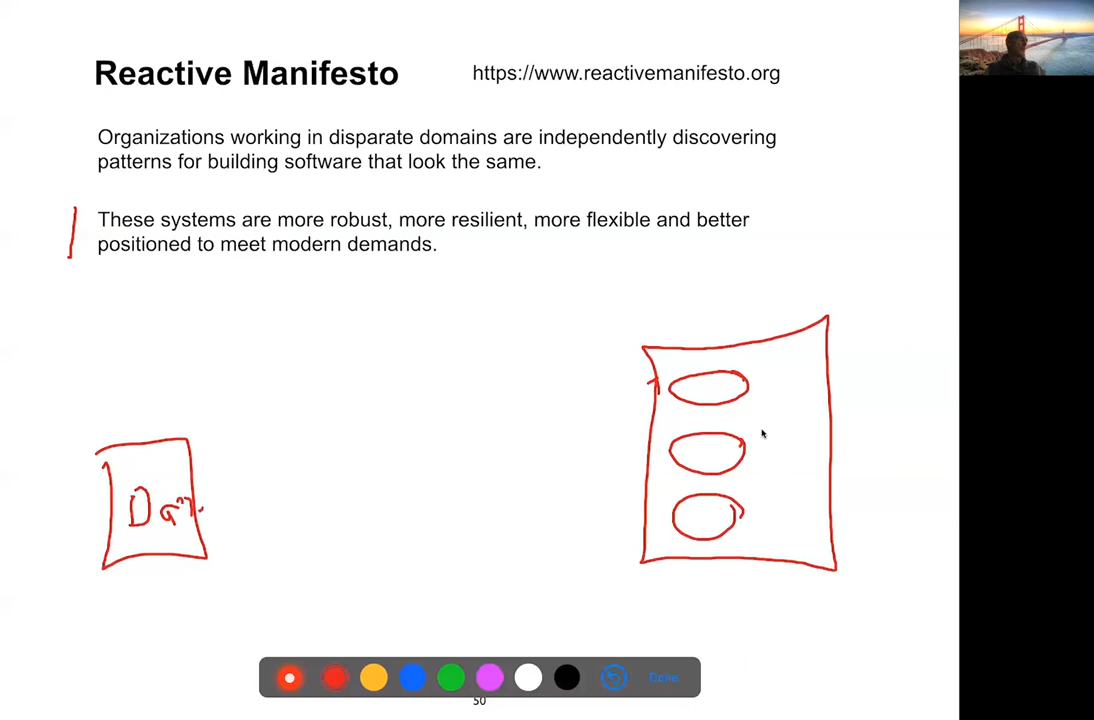 Reactive Manifesto
https://www.reactivemanifesto.org
Organizations working in disparate domains are independently discovering
patterns for building software that look the same.
These systems are more robust, more resilient, more flexible and better
positioned to meet modern demands.
Done
50